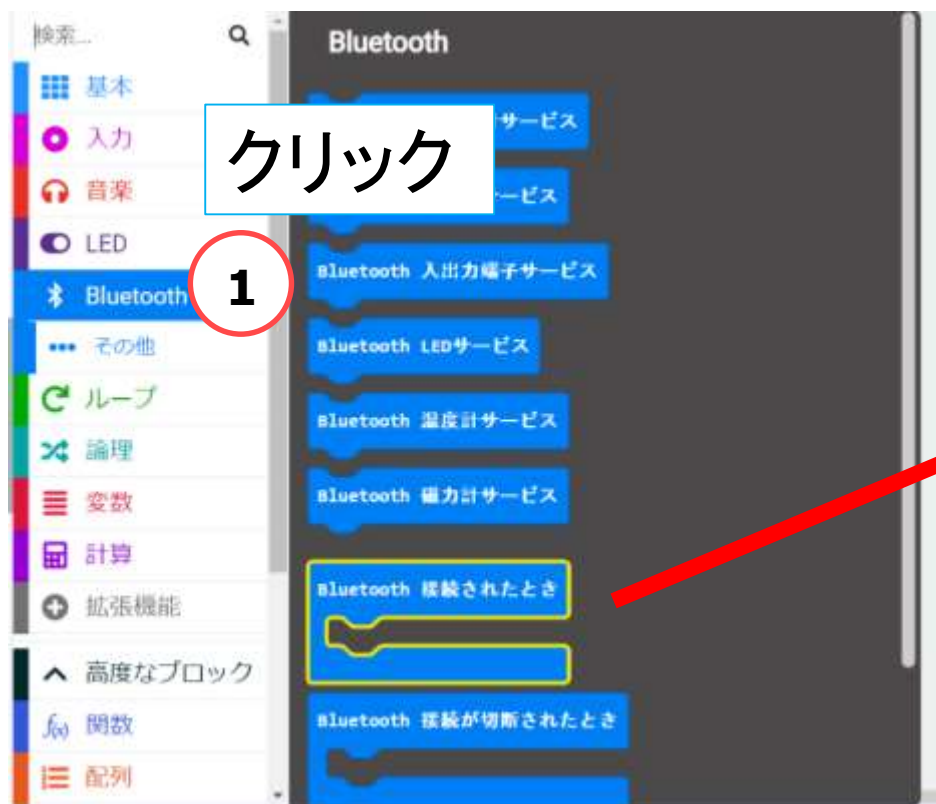 検索...
基本
入力
音楽
LED
Bluetooth
その他
ループ
論理
変数
計算
拡張機能
高度なブロック
f(x) 関数
配列
クリック
1
Bluetooth
サービス
ービス
Bluetooth 入出力端子サービス
Bluetooth LEDサービス
Bluetooth 温度計サービス
Bluetooth 磁力計サービス
Bluetooth 接続されたとき
Bluetooth 接続が切断されたとき